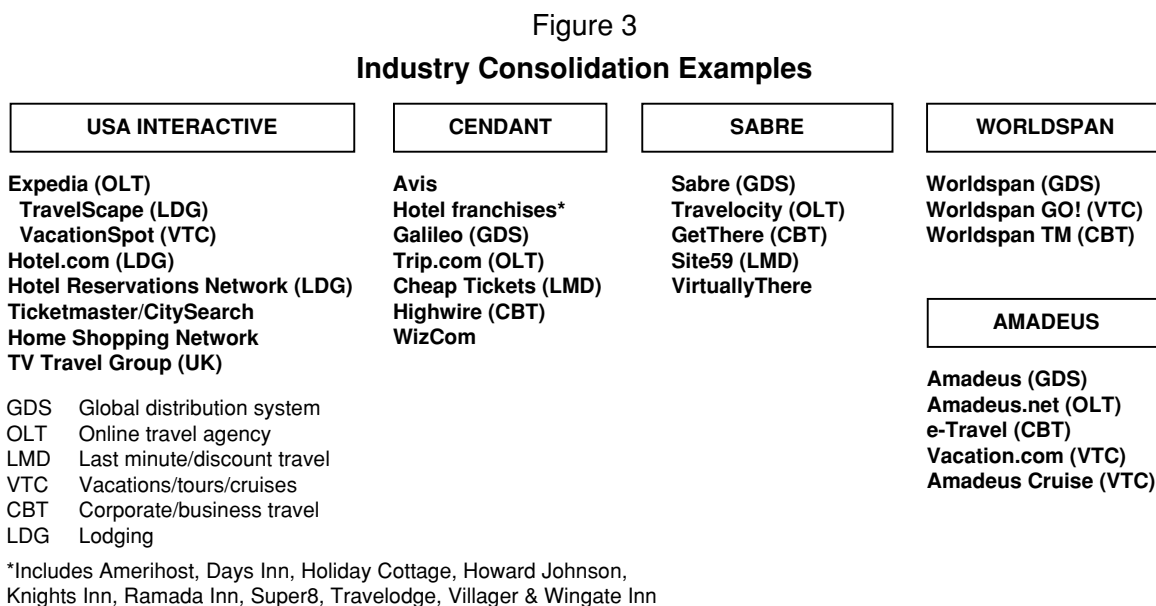 Figure 3
Industry Consolidation Examples
USA INTERACTIVE
Expedia (OLT)
TravelScape (LDG)
VacationSpot (VTC)
Hotel.com (LDG)
Hotel Reservations Network (LDG)
Ticketmaster/CitySearch
Home Shopping Network
TV Travel Group (UK)
CENDANT
Avis
Hotel franchises*
Galileo (GDS)
Trip.com (OLT)
Cheap Tickets (LMD)
Highwire (CBT)
WizCom
SABRE
Sabre (GDS)
Travelocity (OLT)
GetThere (CBT)
Site59 (LMD)
VirtuallyThere
WORLDSPAN
Worldspan (GDS)
Worldspan GO! (VTC)
Worldspan TM (CBT)
AMADEUS
Amadeus (GDS)
Amadeus.net (OLT)
e-Travel (CBT)
Vacation.com (VTC)
Amadeus Cruise (VTC)
GDS Global distribution system
OLT Online travel agency
LMD Last minute/discount travel
VTC Vacations/tours/cruises
CBT Corporate/business travel
LDG Lodging
*Includes Amerihost, Days Inn, Holiday Cottage, Howard Johnson,
Knights Inn, Ramada Inn, Super8, Travelodge, Villager & Wingate Inn